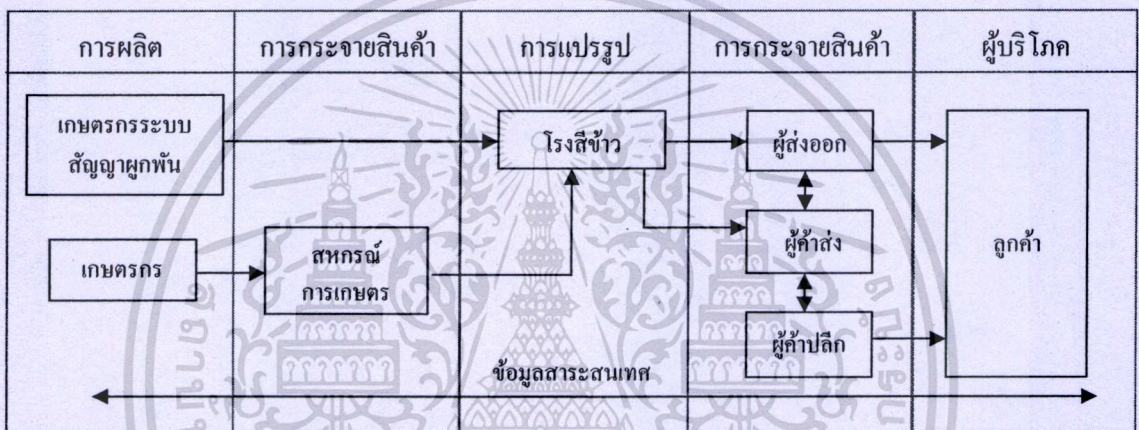 การผลิต
การกระจายสินค้า
การแปรรูป
การกระจายสินค้า
ผู้บริโภค
เกษตรกรระบบ
สัญญาผูกพัน
โรงสีข้าว
ผู้ส่งออก
เกษตรกร
สหกรณ์
การเกษตร
ผู้ค้าส่ง
ลูกค้า
ผู้ค้าปลีก
ข้อมูลสาระสนเทศ